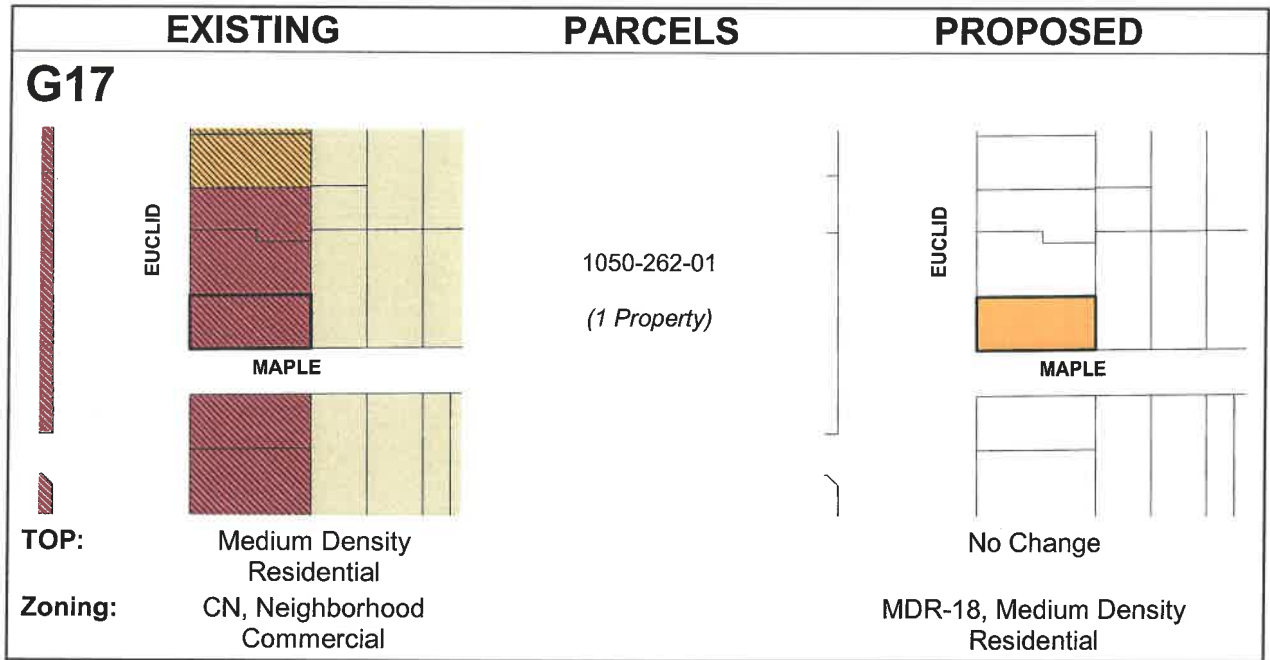 EXISTING PARCELS PROPOSED
G17
EUCLID
MAPLE
1050-262-01
(1 Property)
EUCLID
MAPLE
TOP: Medium Density Residential No Change
Zoning: CN, Neighborhood Commercial MDR-18, Medium Density Residential